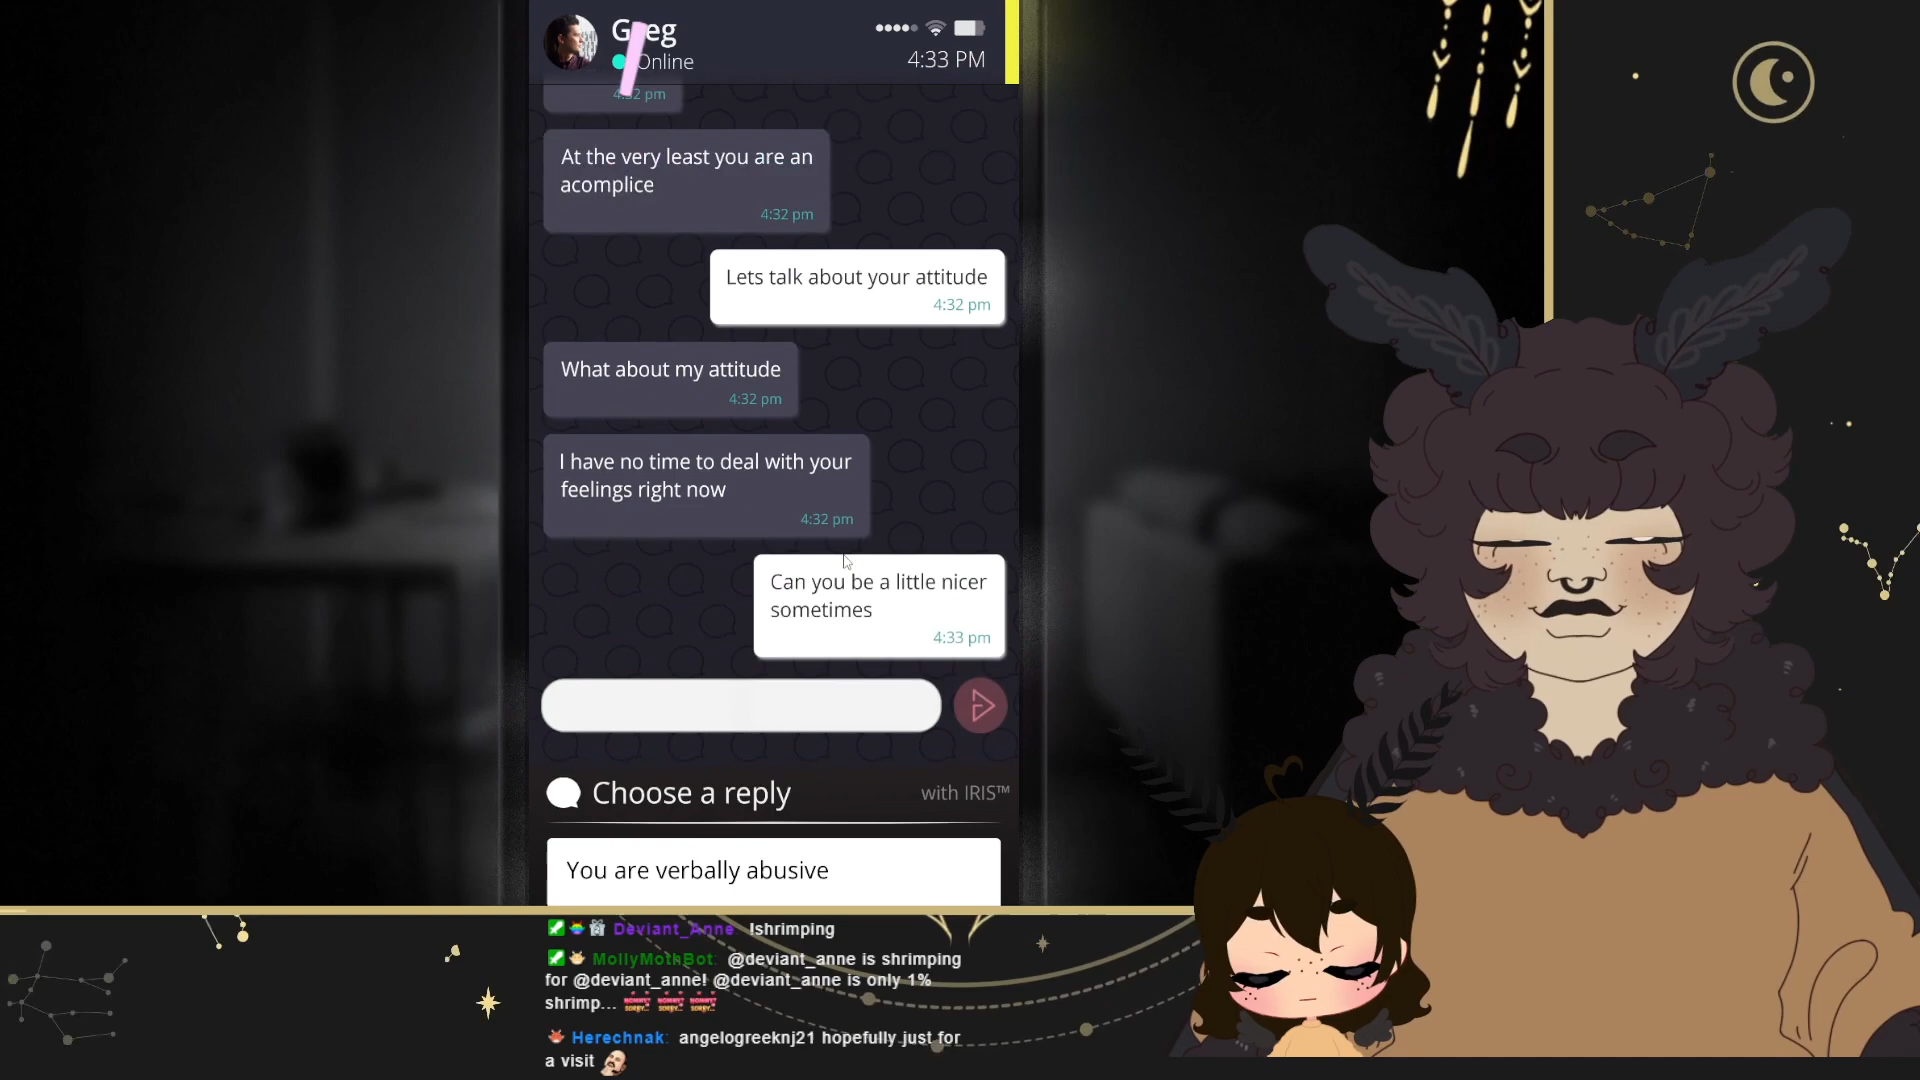 Greg
Online
4:33 PM
4:32 pm
At the very least you are an
acomplice
4:32 pm
Lets talk about your attitude
4:32 pm
What about my attitude
4:32 pm
I have no time to deal with your
feelings right now
4:32 pm
Can you be a little nicer
sometimes
4:33 pm
Choose a reply
with IRIS™
You are verbally abusive
Deviant_Anne !shrimping
MollyMothBot: @deviant_anne is shrimping
for @deviant_anne! @deviant_anne is only 1%
shrimp...
Herechnak: angelogreeknj21 hopefully just for
a visit